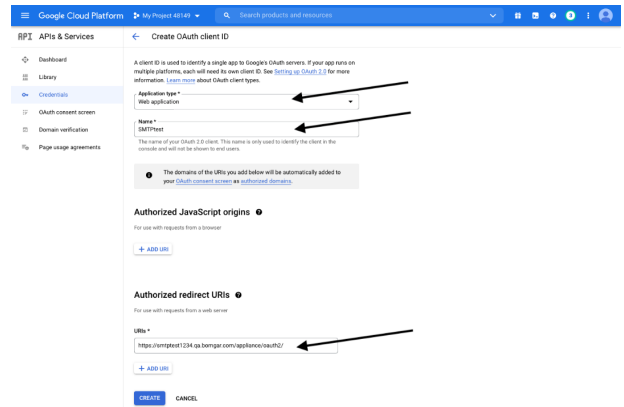 Google Cloud Platform
My Project 48149
Search products and resources
3
API APIs & Services
Create OAuth client ID
Dashboard
Library
Credentials
OAuth consent screen
Domain verification
Page usage agreements
A client ID is used to identify a single app to Google's OAuth servers. If your app runs on
multiple platforms, each will need its own client ID. See Setting up OAuth 2.0 for more
information. Learn more about OAuth client types.
Application type *
Web application
Name *
SMTPtest
The name of your OAuth 2.0 client. This name is only used to identify the client in the
console and will not be shown to end users.
The domains of the URIs you add below will be automatically added to
your OAuth consent screen as authorized domains.
Authorized JavaScript origins
For use with requests from a browser
+ ADD URI
Authorized redirect URIs
For use with requests from a web server
URIs *
https://smtptest1234.qa.bomgar.com/appliance/oauth2/
+ ADD URI
CREATE
CANCEL